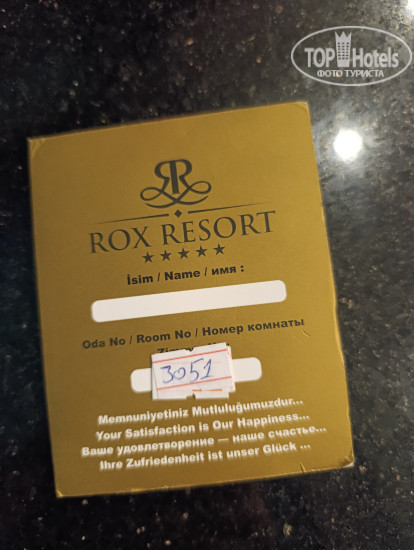 TOP Hotels
ФОТО ТУРИСТА
ROX RESORT
İsim / Name / имя :
Oda No / Room No / Номер комнаты
3051
Memnuniyetiniz Mutluluğumuzdur...
Your Satisfaction is Our Happiness...
Ваше удовлетворение — наше счастье...
Ihre Zufriedenheit ist unser Glück ...